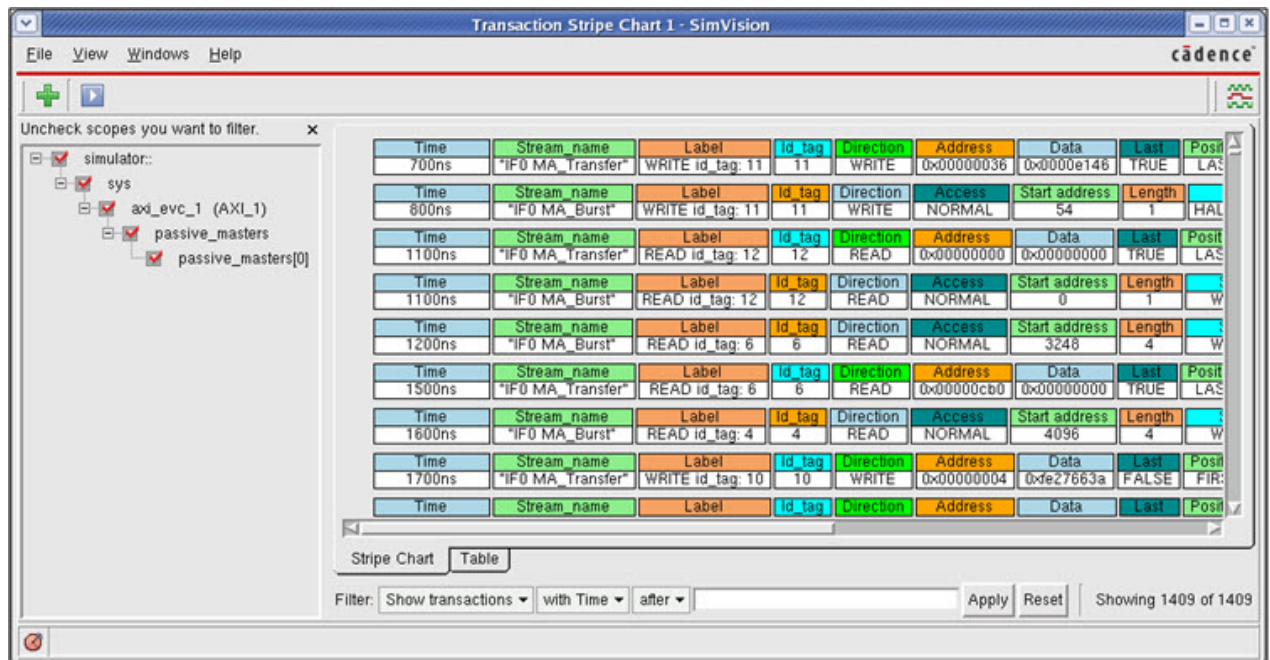 Transaction Stripe Chart 1 - SimVision
File View Windows Help
cādence
Uncheck scopes you want to filter.
simulator::
sys
axi_evc_1 (AXI_1)
passive_masters
passive_masters[0]
Time Stream_name Label Id_tag Direction Address Data Last Posit
700ns "IF0 MA_Transfer" WRITE id_tag: 11 11 WRITE 0x00000036 0x0000e146 TRUE LAS
Time Stream_name Label Id_tag Direction Access Start address Length
800ns "IF0 MA_Burst" WRITE id_tag: 11 11 WRITE NORMAL 54 1 HAL
Time Stream_name Label Id_tag Direction Address Data Last Posit
1100ns "IF0 MA_Transfer" READ id_tag: 12 12 READ 0x00000000 0x00000000 TRUE LAS
Time Stream_name Label Id_tag Direction Access Start address Length
1100ns "IF0 MA_Burst" READ id_tag: 12 12 READ NORMAL 0 1 W
Time Stream_name Label Id_tag Direction Access Start address Length
1200ns "IF0 MA_Burst" READ id_tag: 6 6 READ NORMAL 3248 4 W
Time Stream_name Label Id_tag Direction Address Data Last Posit
1500ns "IF0 MA_Transfer" READ id_tag: 6 6 READ 0x00000cb0 0x00000000 TRUE LAS
Time Stream_name Label Id_tag Direction Access Start address Length
1600ns "IF0 MA_Burst" READ id_tag: 4 4 READ NORMAL 4096 4 W
Time Stream_name Label Id_tag Direction Address Data Last Posit
1700ns "IF0 MA_Transfer" WRITE id_tag: 10 10 WRITE 0x00000004 0xfe27663a FALSE FIR
Time Stream_name Label Id_tag Direction Address Data Last Posit
Stripe Chart Table
Filter: Show transactions with Time after Apply Reset Showing 1409 of 1409